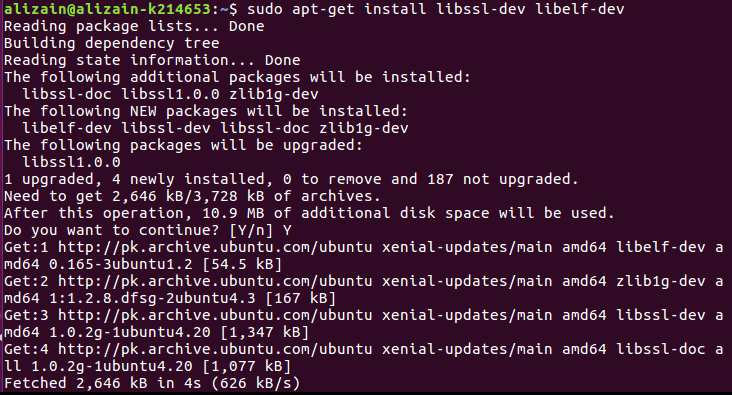 alizain@alizain-k214653:~$ sudo apt-get install libssl-dev libelf-dev
Reading package lists... Done
Building dependency tree
Reading state information... Done
The following additional packages will be installed:
  libssl-doc libssl1.0.0 zlib1g-dev
The following NEW packages will be installed:
  libelf-dev libssl-dev libssl-doc zlib1g-dev
The following packages will be upgraded:
  libssl1.0.0
1 upgraded, 4 newly installed, 0 to remove and 187 not upgraded.
Need to get 2,646 kB/3,728 kB of archives.
After this operation, 10.9 MB of additional disk space will be used.
Do you want to continue? [Y/n] Y
Get:1 http://pk.archive.ubuntu.com/ubuntu xenial-updates/main amd64 libelf-dev a
md64 0.165-3ubuntu1.2 [54.5 kB]
Get:2 http://pk.archive.ubuntu.com/ubuntu xenial-updates/main amd64 zlib1g-dev a
md64 1:1.2.8.dfsg-2ubuntu4.3 [167 kB]
Get:3 http://pk.archive.ubuntu.com/ubuntu xenial-updates/main amd64 libssl-dev a
md64 1.0.2g-1ubuntu4.20 [1,347 kB]
Get:4 http://pk.archive.ubuntu.com/ubuntu xenial-updates/main amd64 libssl-doc a
ll 1.0.2g-1ubuntu4.20 [1,077 kB]
Fetched 2,646 kB in 4s (626 kB/s)